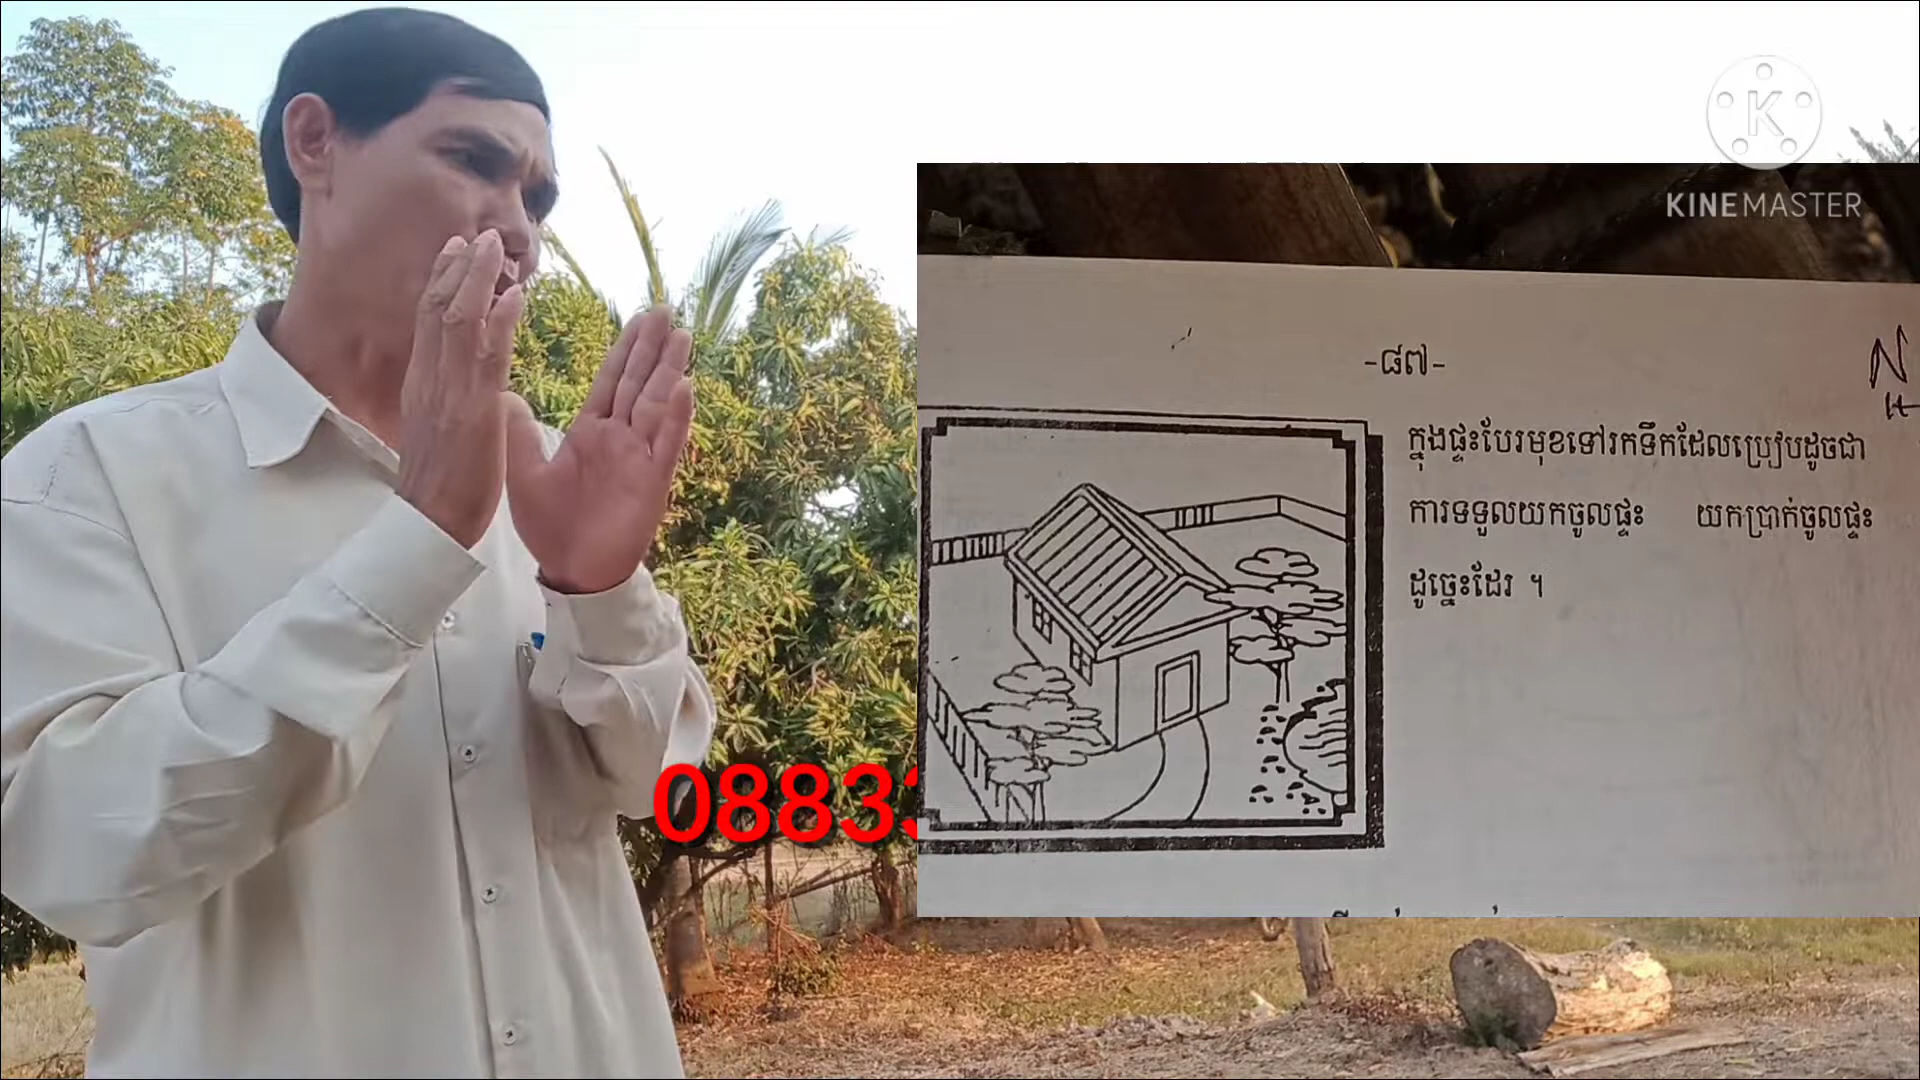 KINEMASTER
-៨៧-
N
ក្នុងផ្ទះបែរមុខទៅរកទឹកដែលប្រៀបដូចជា
ការទទួលយកចូលផ្ទះ យកប្រាក់ចូលផ្ទះ
ដូច្នេះដែរ ។
0883